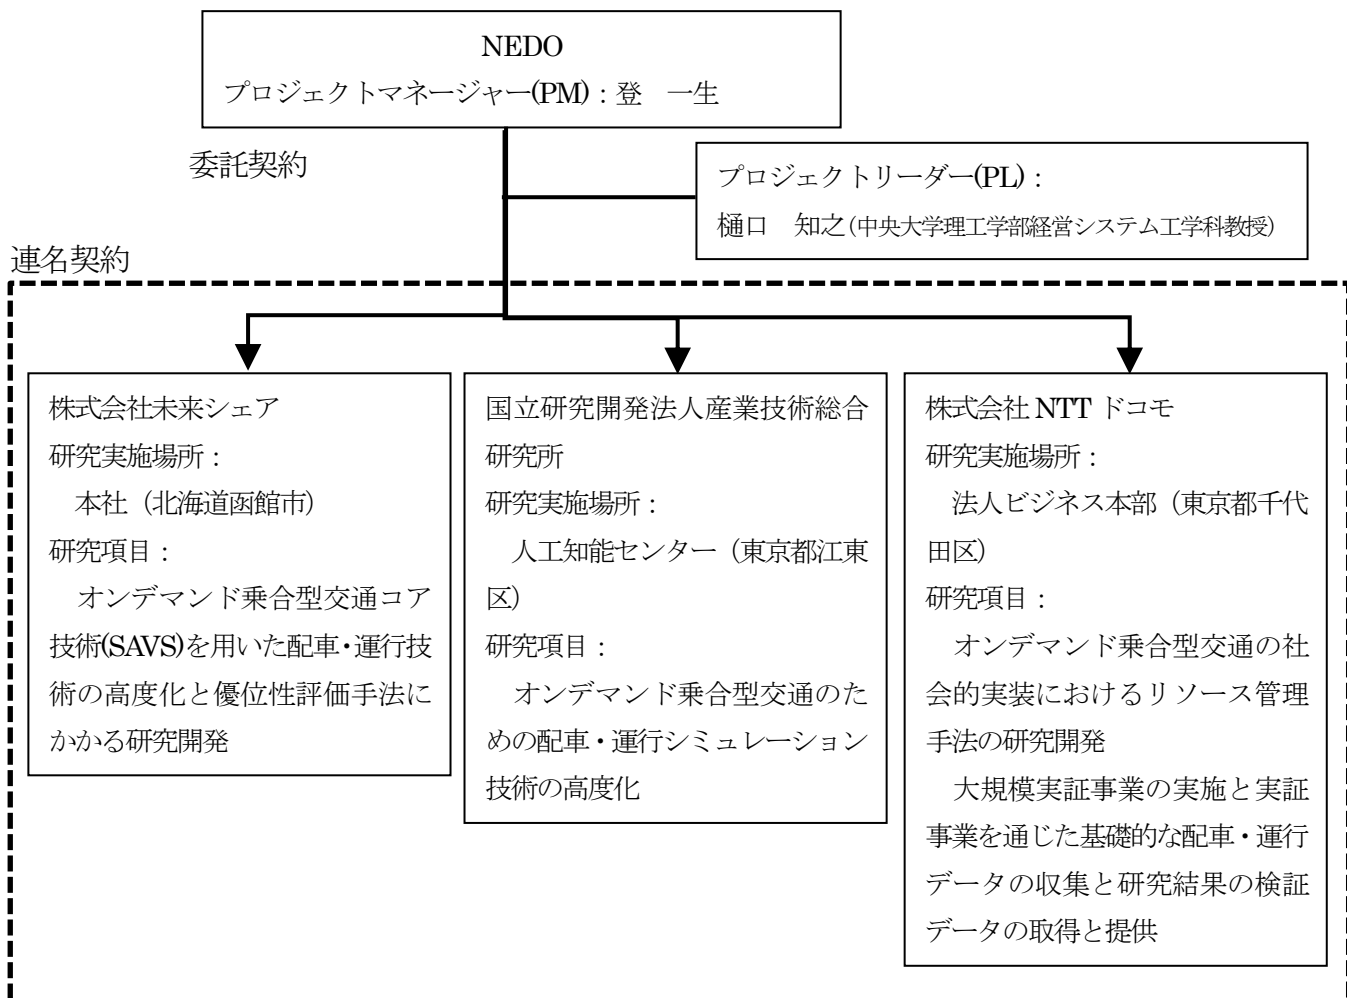 NEDO
プロジェクトマネージャー(PM)：登　一生
委託契約
プロジェクトリーダー(PL)：
樋口　知之(中央大学理工学部経営システム工学科教授)
連名契約
株式会社未来シェア
研究実施場所：
　本社（北海道函館市）
研究項目：
　オンデマンド乗合型交通コア
技術(SAVS)を用いた配車・運行技
術の高度化と優位性評価手法に
かかる研究開発
国立研究開発法人産業技術総合
研究所
研究実施場所：
　人工知能センター（東京都江東
区）
研究項目：
　オンデマンド乗合型交通のた
めの配車・運行シミュレーション
技術の高度化
株式会社 NTT ドコモ
研究実施場所：
　法人ビジネス本部（東京都千代
田区）
研究項目：
　オンデマンド乗合型交通の社
会的実装におけるリソース管理
手法の研究開発
　大規模実証事業の実施と実証
事業を通じた基礎的な配車・運行
データの収集と研究結果の検証
データの取得と提供